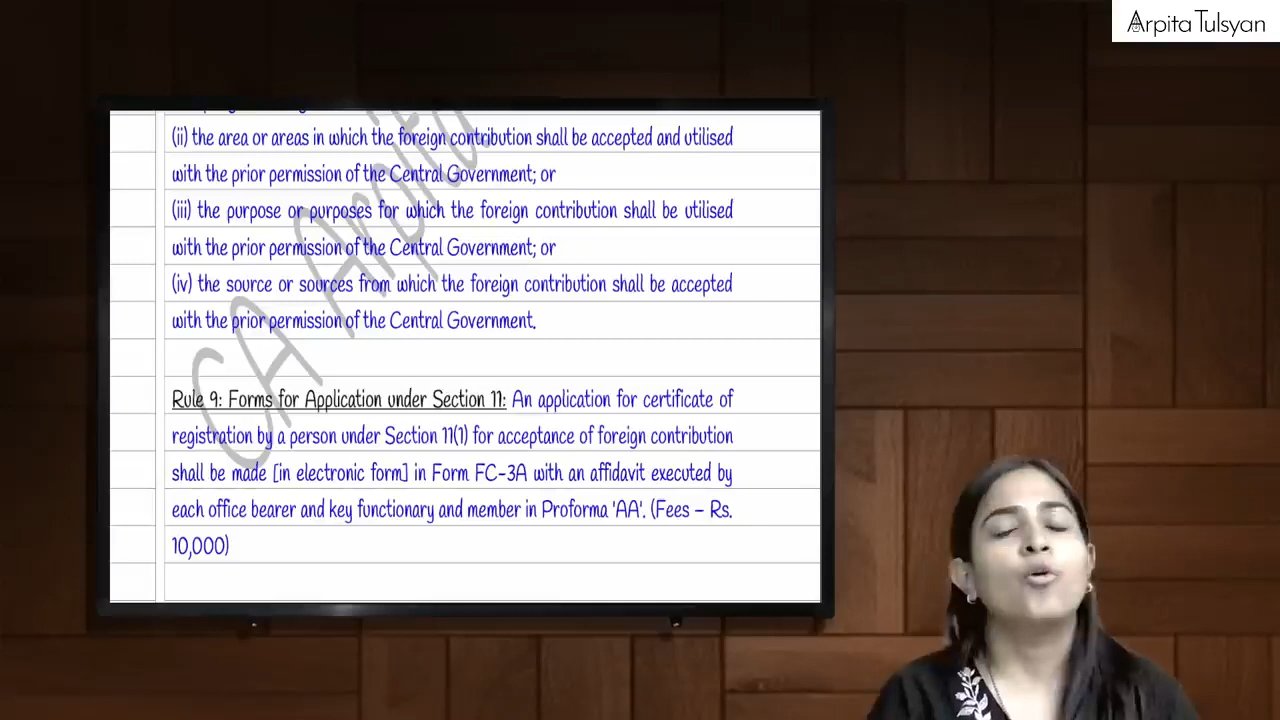 Arpita Tulsyan
(ii) the area or areas in which the foreign contribution shall be accepted and utilised
with the prior permission of the Central Government; or
(iii) the purpose or purposes for which the foreign contribution shall be utilised
with the prior permission of the Central Government; or
(iv) the source or sources from which the foreign contribution shall be accepted
with the prior permission of the Central Government.
Rule 9: Forms for Application under Section 11: An application for certificate of
registration by a person under Section 11(1) for acceptance of foreign contribution
shall be made [in electronic form] in Form FC-3A with an affidavit executed by
each office bearer and key functionary and member in Proforma 'AA'. (Fees – Rs.
10,000)
CA Arpita